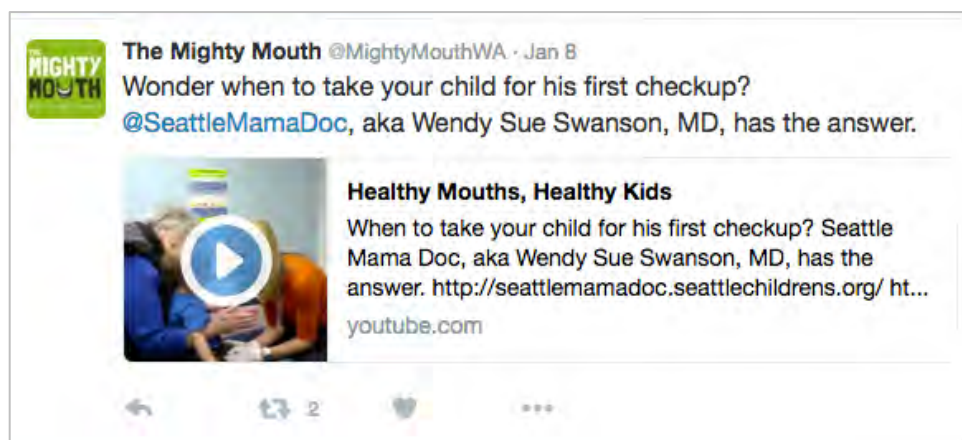 THE
MIGHTY
MOUTH
The Mighty Mouth @MightyMouthWA · Jan 8
Wonder when to take your child for his first checkup?
@SeattleMamaDoc, aka Wendy Sue Swanson, MD, has the answer.
Healthy Mouths, Healthy Kids
When to take your child for his first checkup? Seattle
Mama Doc, aka Wendy Sue Swanson, MD, has the
answer. http://seattlemamadoc.seattlechildrens.org/ ht...
youtube.com
2